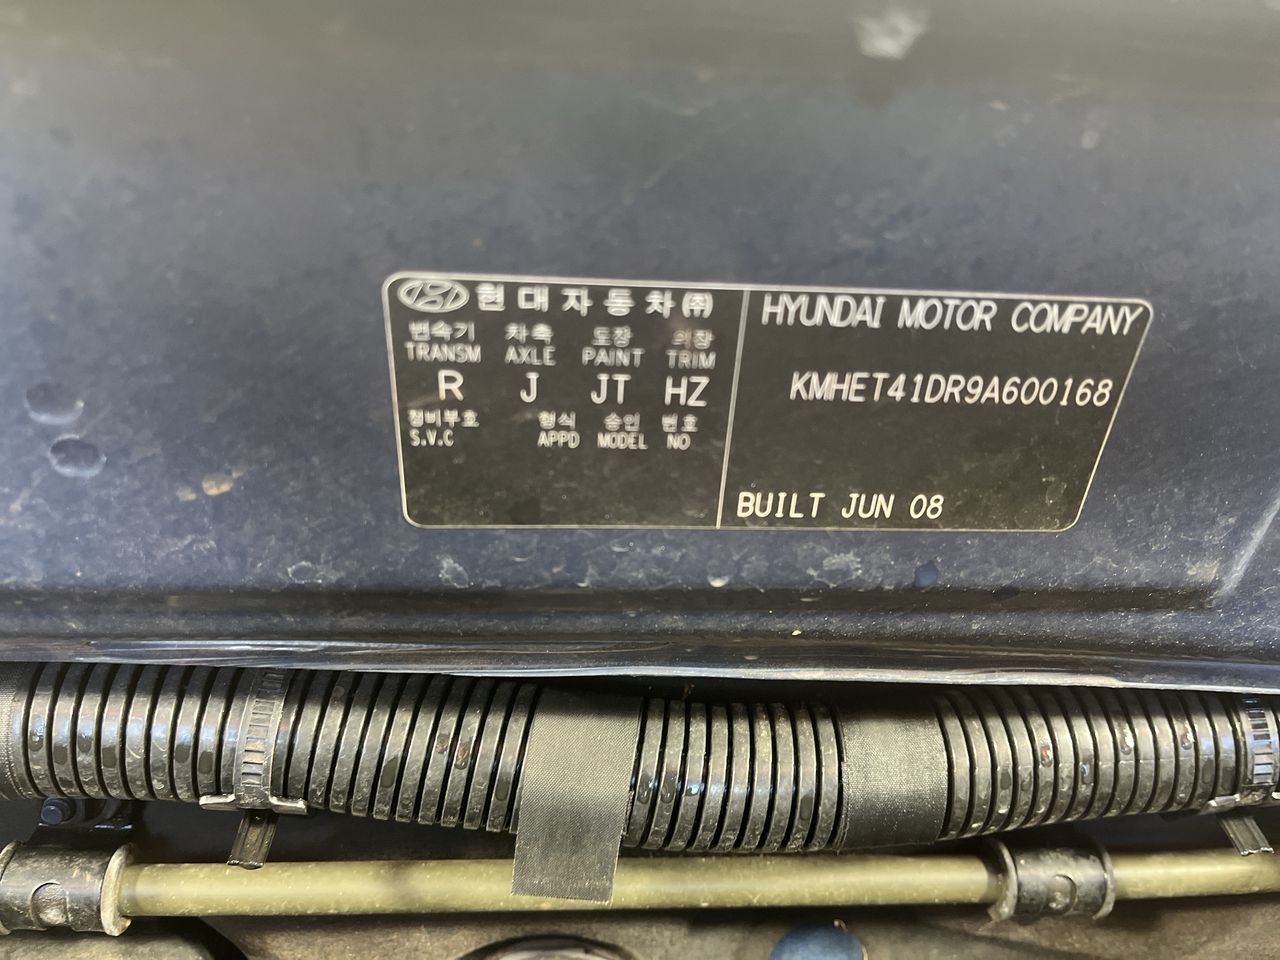 현대자동차㈜
변속기 차축 도장 의장
TRANSM AXLE PAINT TRIM
R J JT HZ
정비부호 형식 승인 번호
S.V.C APPD MODEL NO
HYUNDAI MOTOR COMPANY
KMHET41DR9A600168
BUILT JUN 08